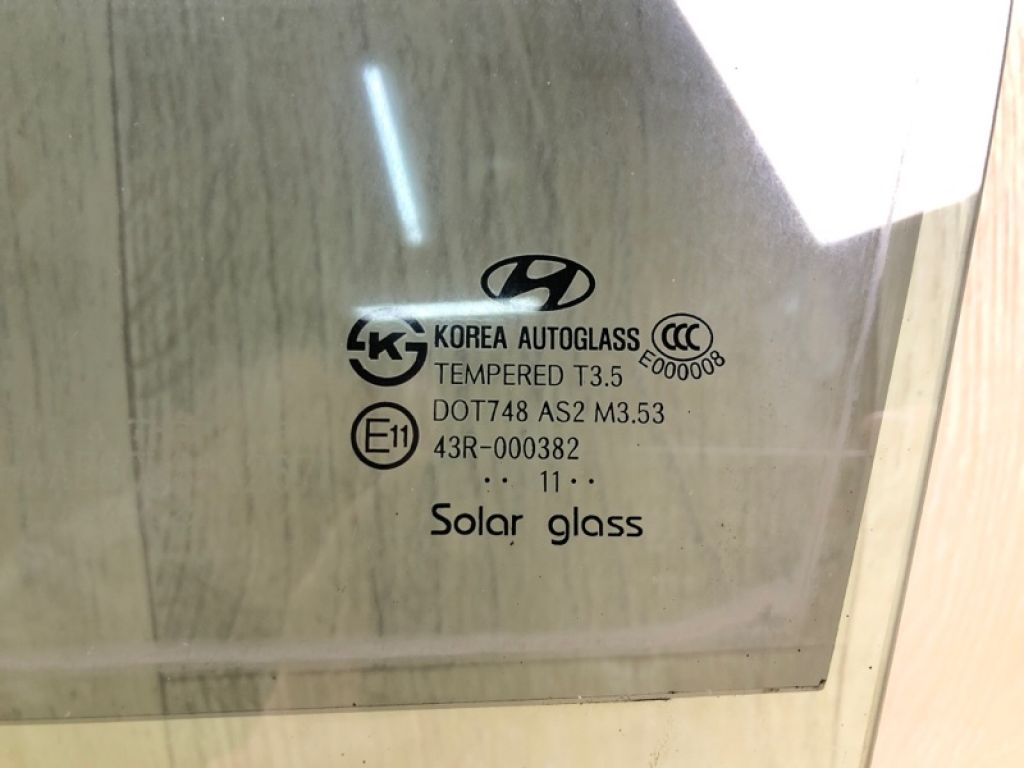 KOREA AUTOGLASS CCC
K TEMPERED T3.5 E000008
DOT748 AS2 M3.53
E11 43R-000382
·· 11··
Solar glass